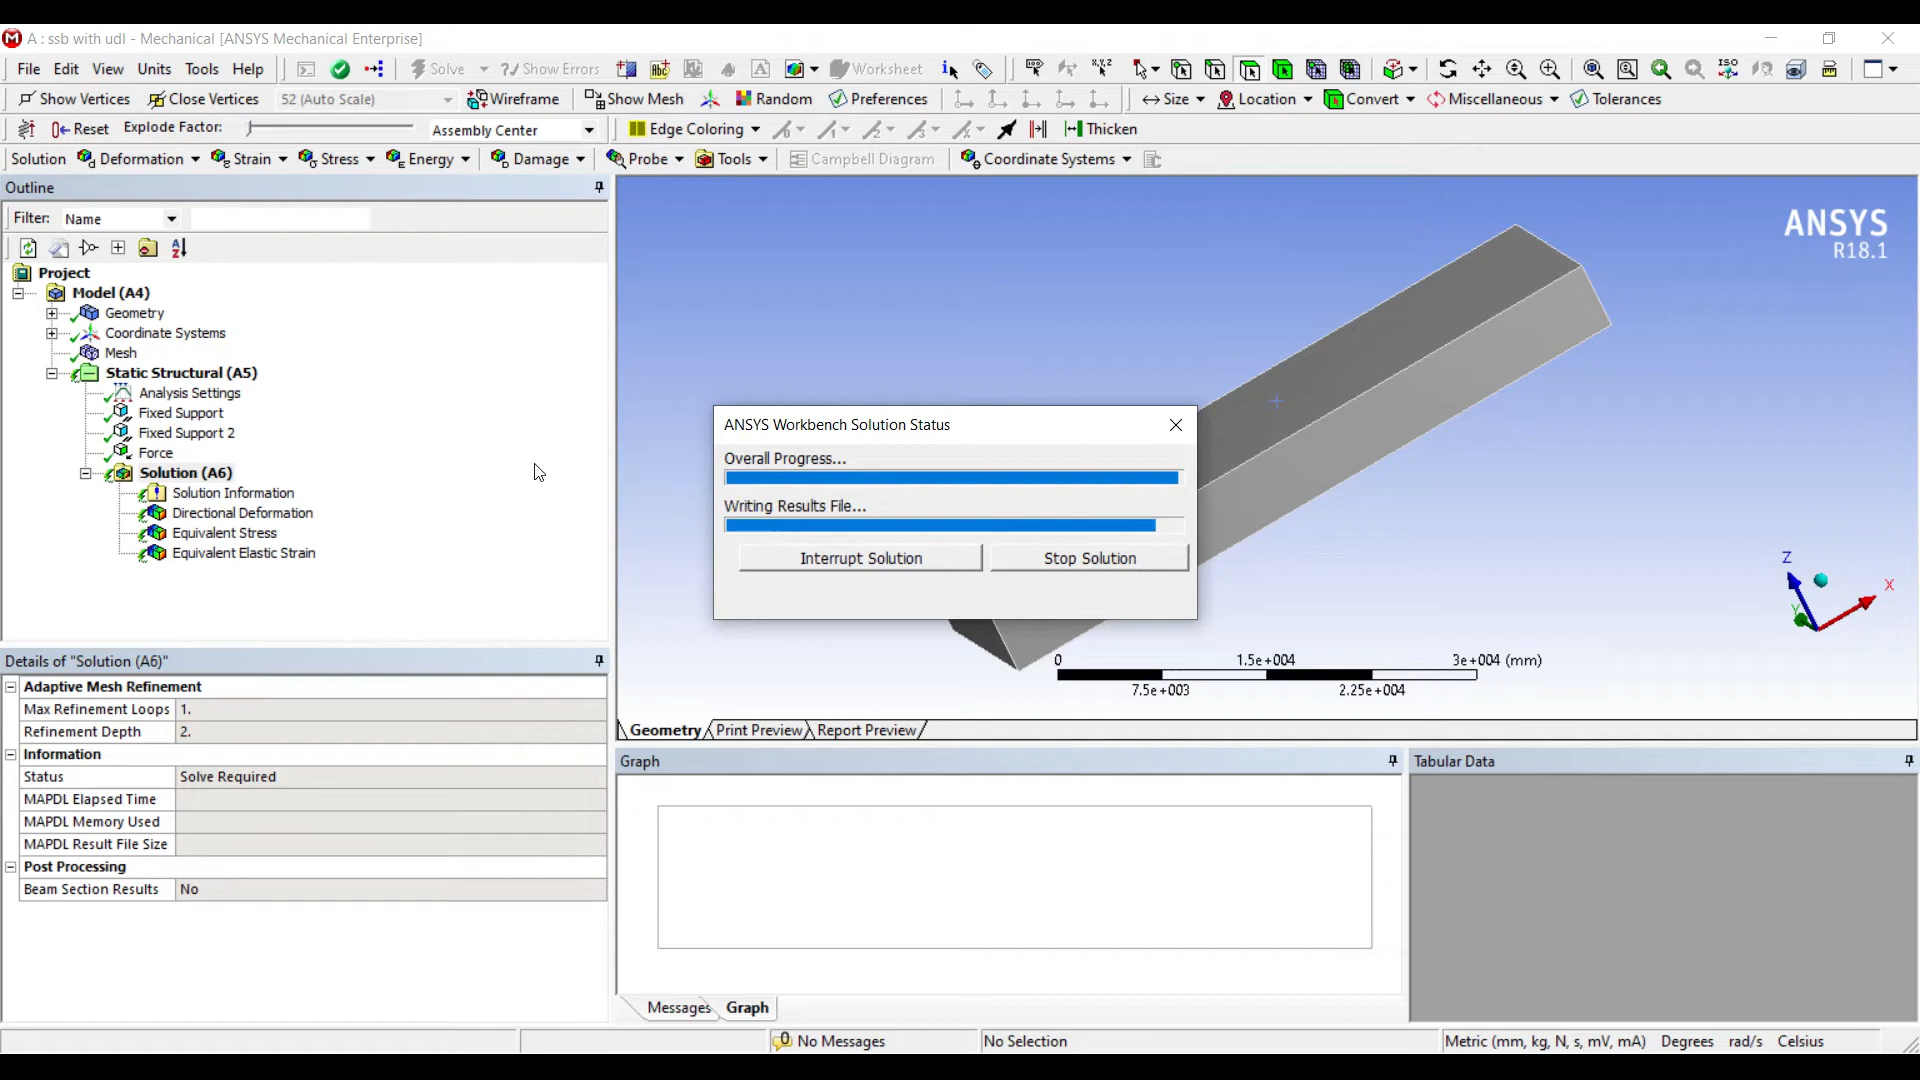 A : ssb with udl - Mechanical [ANSYS Mechanical Enterprise]
File Edit View Units Tools Help Solve ?/ Show Errors Worksheet
Show Vertices Close Vertices 52 (Auto Scale) Wireframe Show Mesh Random Preferences Size Location Convert Miscellaneous Tolerances
Reset Explode Factor: Assembly Center Edge Coloring Thicken
Solution Deformation Strain Stress Energy Damage Probe Tools Campbell Diagram Coordinate Systems
Outline
Filter: Name
Project
Model (A4)
Geometry
Coordinate Systems
Mesh
Static Structural (A5)
Analysis Settings
Fixed Support
Fixed Support 2
Force
Solution (A6)
Solution Information
Directional Deformation
Equivalent Stress
Equivalent Elastic Strain
ANSYS
R18.1
ANSYS Workbench Solution Status
Overall Progress...
Writing Results File...
Interrupt Solution Stop Solution
Z
X
Y
0 1.5e+004 3e+004 (mm)
7.5e+003 2.25e+004
Geometry Print Preview Report Preview
Details of "Solution (A6)"
Adaptive Mesh Refinement
Max Refinement Loops 1.
Refinement Depth 2.
Information
Status Solve Required
MAPDL Elapsed Time
MAPDL Memory Used
MAPDL Result File Size
Post Processing
Beam Section Results No
Graph
Tabular Data
Messages Graph
0 No Messages No Selection Metric (mm, kg, N, s, mV, mA) Degrees rad/s Celsius